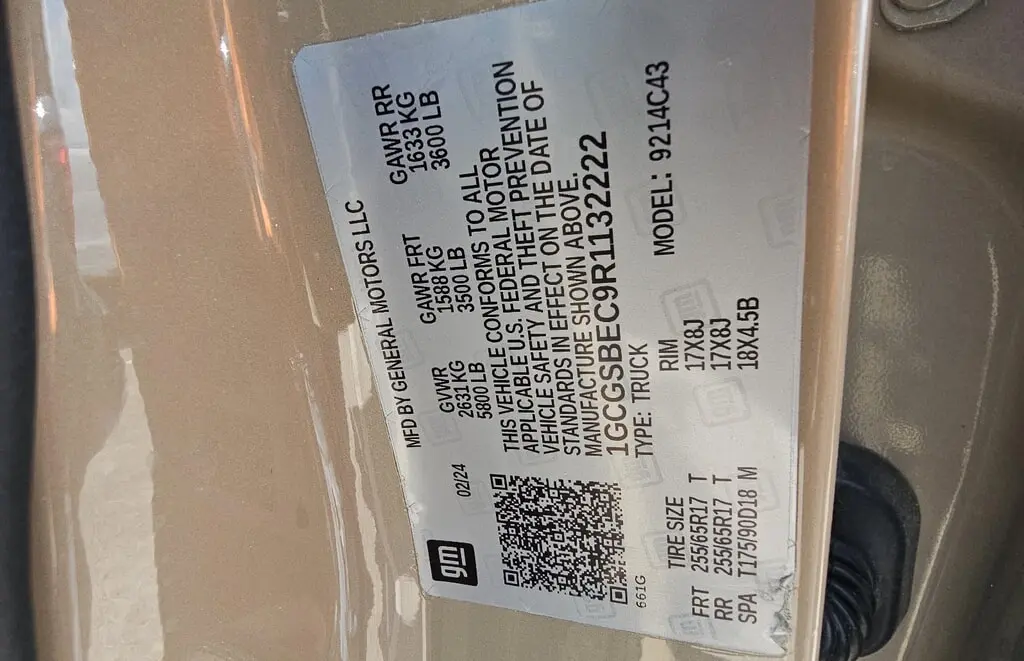 gm 02/24 MFD BY GENERAL MOTORS LLC
GVWR GAWR FRT GAWR RR
2631 KG 1588 KG 1633 KG
5800 LB 3500 LB 3600 LB
THIS VEHICLE CONFORMS TO ALL
APPLICABLE U.S. FEDERAL MOTOR
VEHICLE SAFETY AND THEFT PREVENTION
STANDARDS IN EFFECT ON THE DATE OF
MANUFACTURE SHOWN ABOVE.
1GCGSBEC9R1132222
TYPE: TRUCK MODEL: 9214C43
661G
TIRE SIZE RIM
FRT 255/65R17 T 17X8J
RR 255/65R17 T 17X8J
SPA T175/90D18 M 18X4.5B